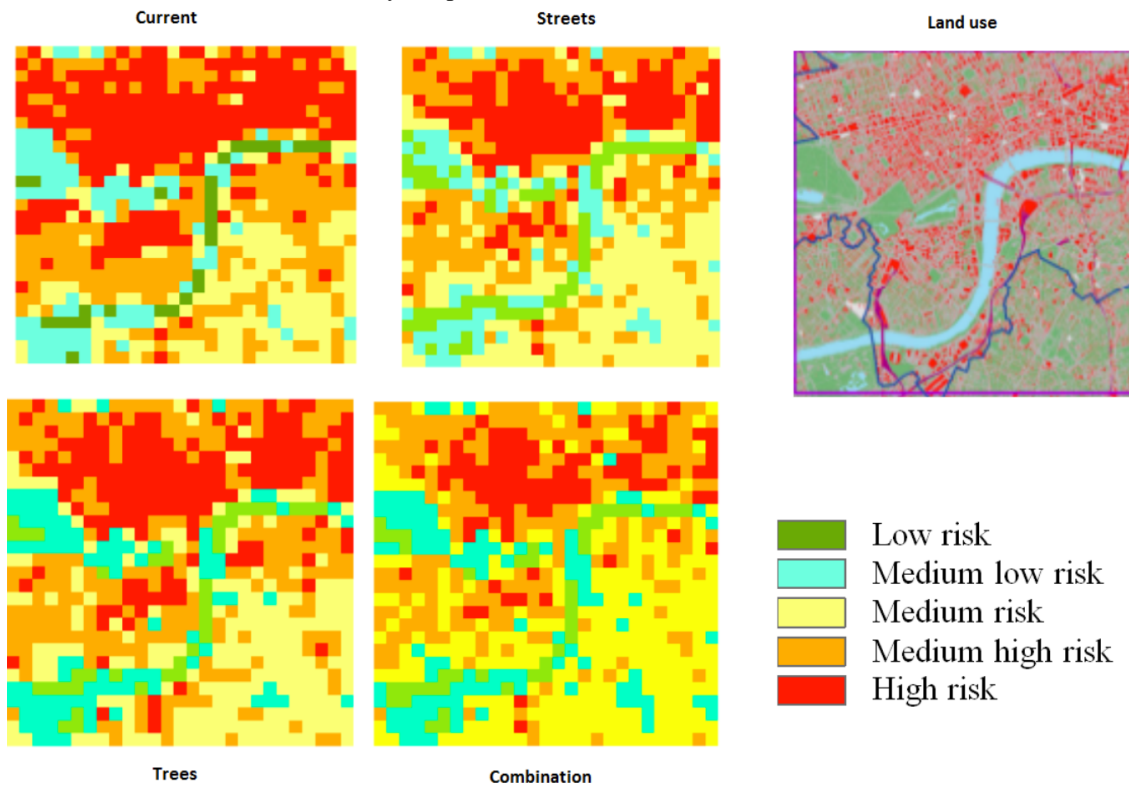 Current
Streets
Land use
Trees
Combination
Low risk
Medium low risk
Medium risk
Medium high risk
High risk